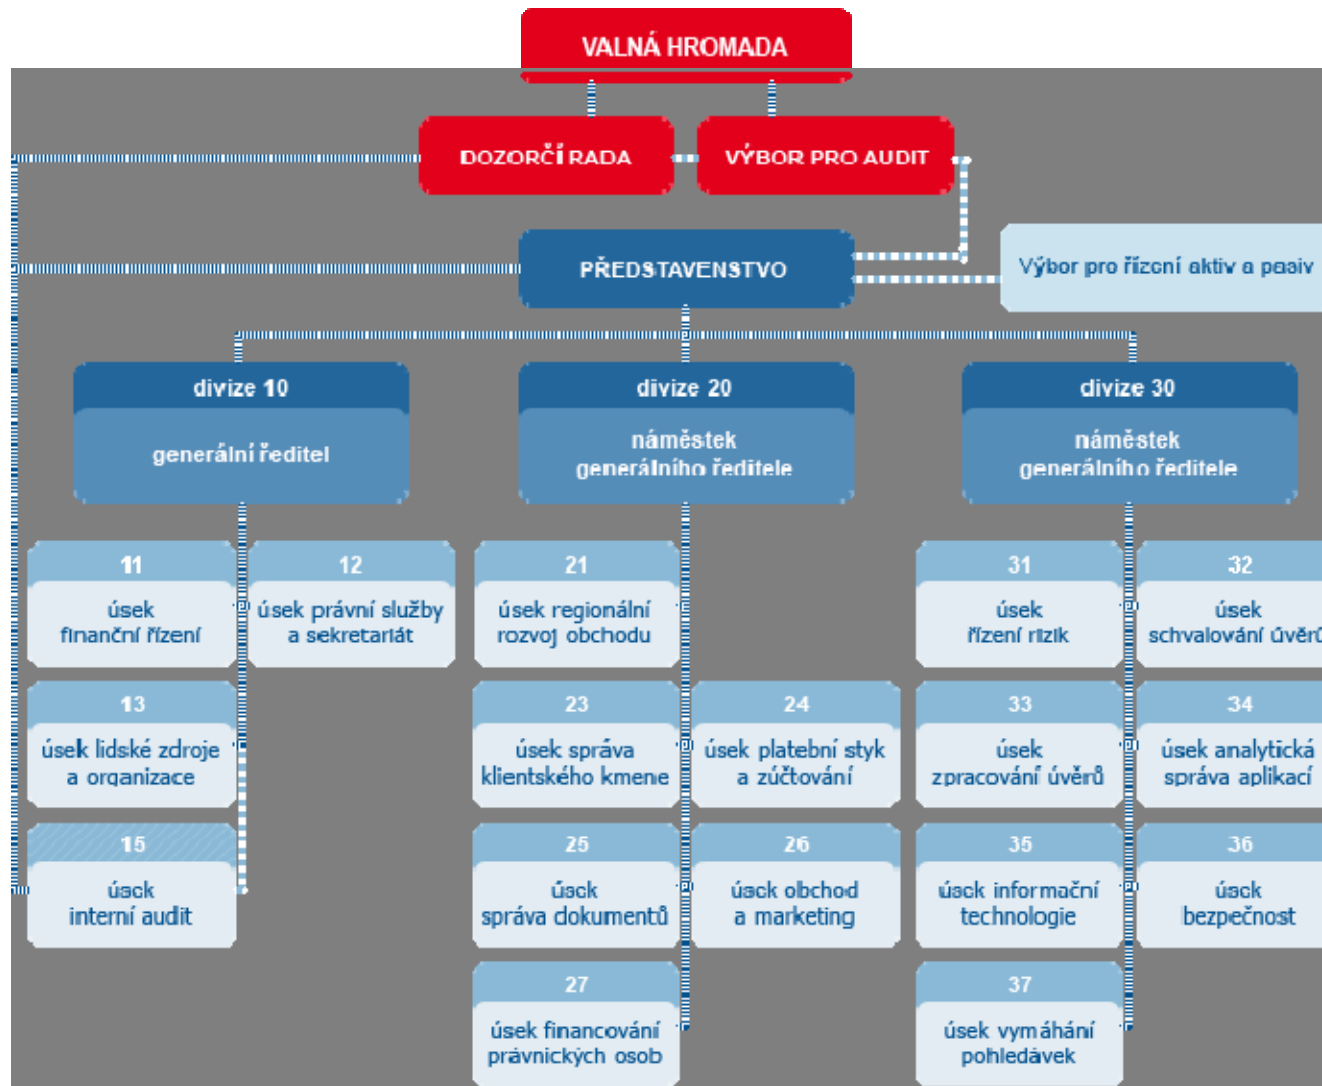 VALNÁ HROMADA
DOZORČÍ RADA
VÝBOR PRO AUDIT
PŘEDSTAVENSTVO
Výbor pro řízení aktiv a pasiv
divize 10
generální ředitel
divize 20
náměstek
generálního ředitele
divize 30
náměstek
generálního ředitele
11
úsek
finanční řízení
12
úsek právní služby
a sekretariát
21
úsek regionální
rozvoj obchodu
31
úsek
řízení rizik
32
úsek
schvalování úvěrů
13
úsek lidské zdroje
a organizace
23
úsek správa
klientského kmene
24
úsek platební styk
a zúčtování
33
úsek
zpracování úvěrů
34
úsek analytická
správa aplikací
15
úsek
interní audit
25
úsek
správa dokumentů
26
úsek obchod
a marketing
35
úsek informační
technologie
36
úsek
bezpečnost
27
úsek financování
právnických osob
37
úsek vymáhání
pohledávek